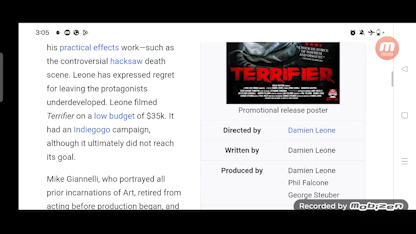 3:05
his practical effects work—such as
the controversial hacksaw death
scene. Leone has expressed regret
for leaving the protagonists
underdeveloped. Leone filmed
Terrifier on a low budget of $35k. It
had an Indiegogo campaign,
although it ultimately did not reach
its goal.
Mike Giannelli, who portrayed all
prior incarnations of Art, retired from
acting before production began, and
TERRIFIER
Promotional release poster
Directed by Damien Leone
Written by Damien Leone
Produced by Damien Leone
Phil Falcone
George Steuber
Recorded by Mobizen